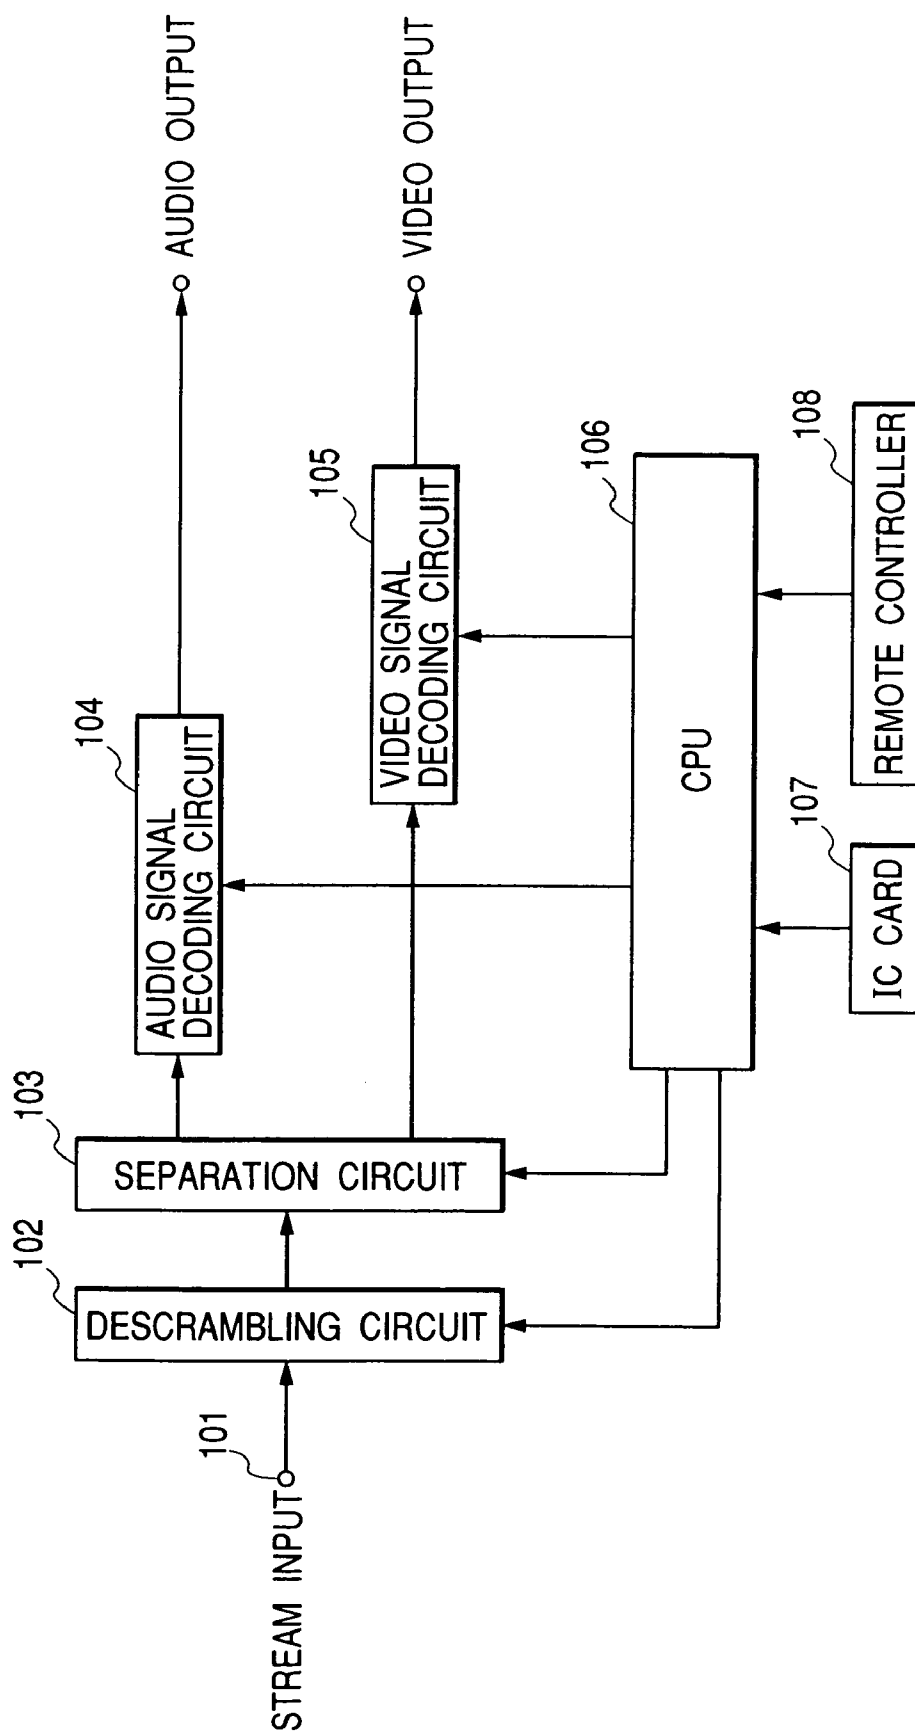 STREAM INPUT
101
102
DESCRAMBLING CIRCUIT
103
SEPARATION CIRCUIT
104
AUDIO SIGNAL
DECODING CIRCUIT
AUDIO OUTPUT
105
VIDEO SIGNAL
DECODING CIRCUIT
VIDEO OUTPUT
106
CPU
107
IC CARD
108
REMOTE CONTROLLER